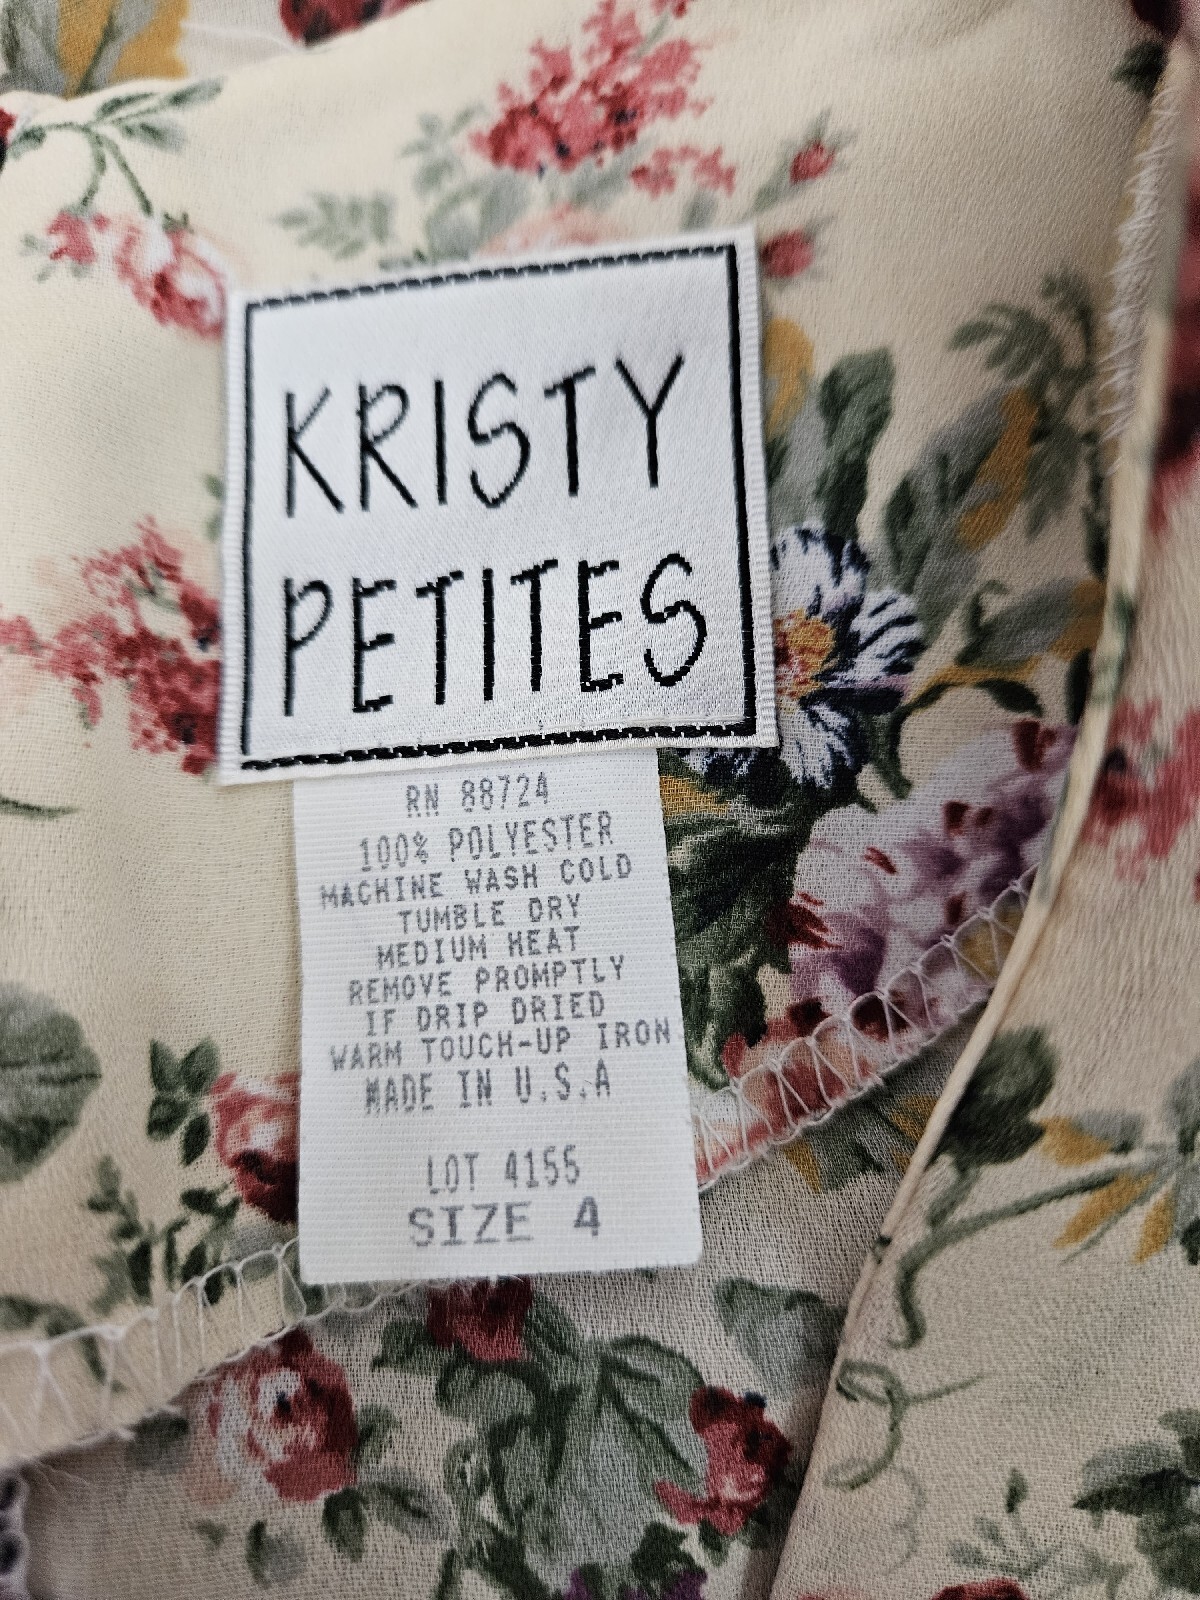 KRISTY
PETITES
RN 88724
100% POLYESTER
MACHINE WASH COLD
TUMBLE DRY
MEDIUM HEAT
REMOVE PROMPTLY
IF DRIP DRIED
WARM TOUCH-UP IRON
MADE IN U.S.A
LOT 4155
SIZE 4